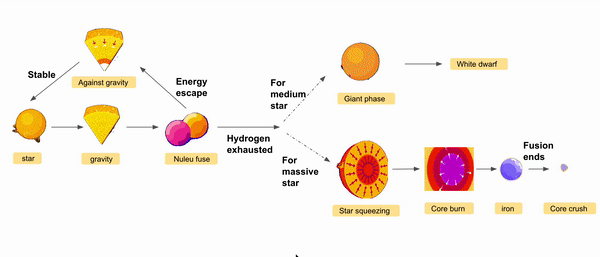 Stable
Against gravity
Energy
escape
star
gravity
Nuleu fuse
Hydrogen
exhausted
For
medium
star
Giant phase
White dwarf
For
massive
star
Star squeezing
Core burn
iron
Fusion
ends
Core crush